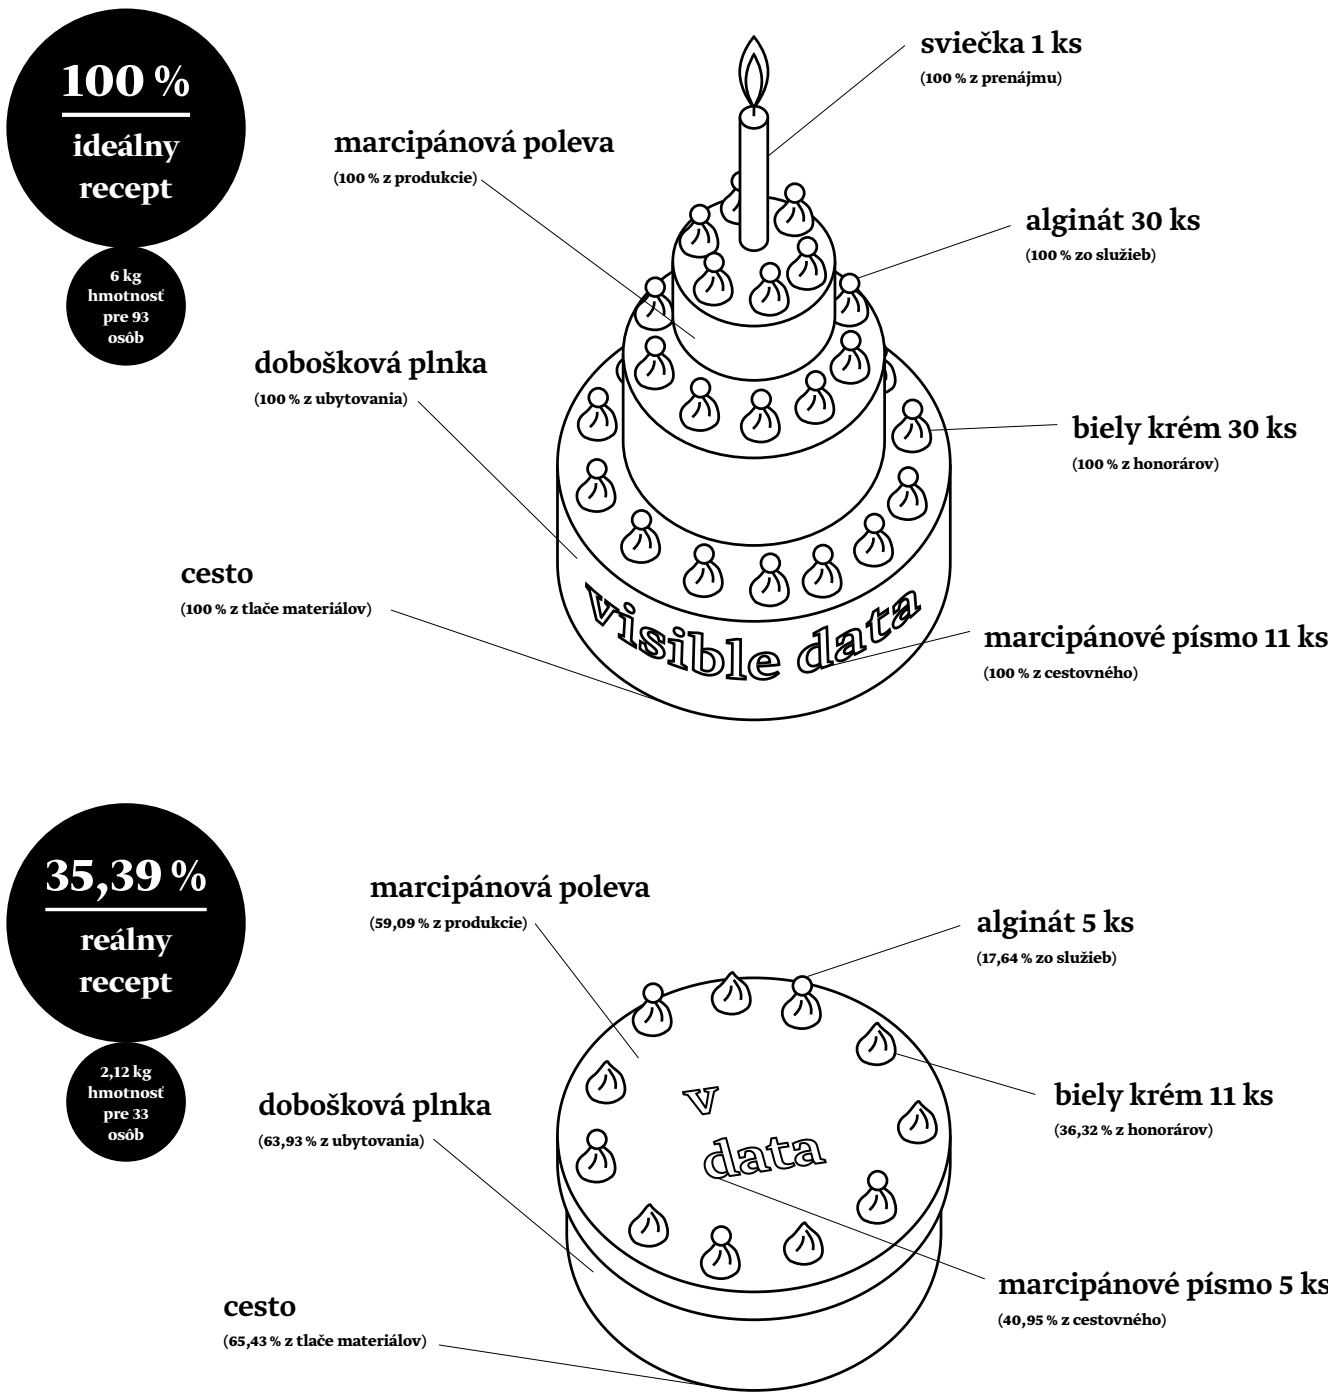 100 %
ideálny
recept
6 kg
hmotnosť
pre 93
osôb
sviečka 1 ks
(100 % z prenájmu)
marcipánová poleva
(100 % z produkcie)
alginát 30 ks
(100 % zo služieb)
dobošková plnka
(100 % z ubytovania)
biely krém 30 ks
(100 % z honorárov)
cesto
(100 % z tlače materiálov)
visible data
marcipánové písmo 11 ks
(100 % z cestovného)
35,39 %
reálny
recept
2,12 kg
hmotnosť
pre 33
osôb
marcipánová poleva
(59,09 % z produkcie)
alginát 5 ks
(17,64 % zo služieb)
dobošková plnka
(63,93 % z ubytovania)
biely krém 11 ks
(36,32 % z honorárov)
v
data
cesto
(65,43 % z tlače materiálov)
marcipánové písmo 5 ks
(40,95 % z cestovného)